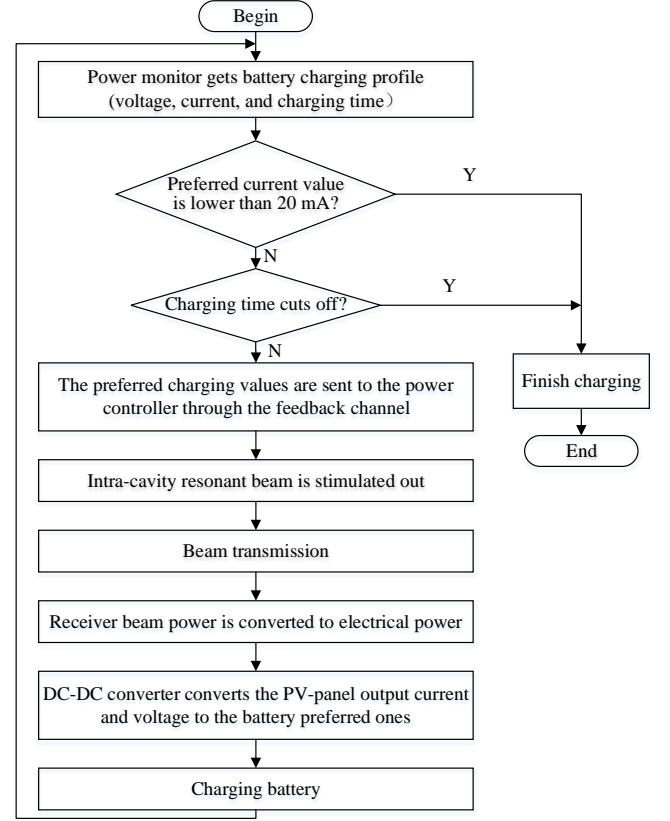 Begin
Power monitor gets battery charging profile
(voltage, current, and charging time）
Preferred current value
is lower than 20 mA?
Y
N
Charging time cuts off?
Y
N
The preferred charging values are sent to the power
controller through the feedback channel
Finish charging
End
Intra-cavity resonant beam is stimulated out
Beam transmission
Receiver beam power is converted to electrical power
DC-DC converter converts the PV-panel output current
and voltage to the battery preferred ones
Charging battery